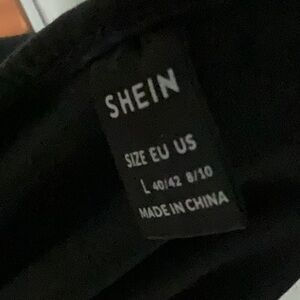 SHEIN
SIZE EU US
L 40/42 8/10
MADE IN CHINA